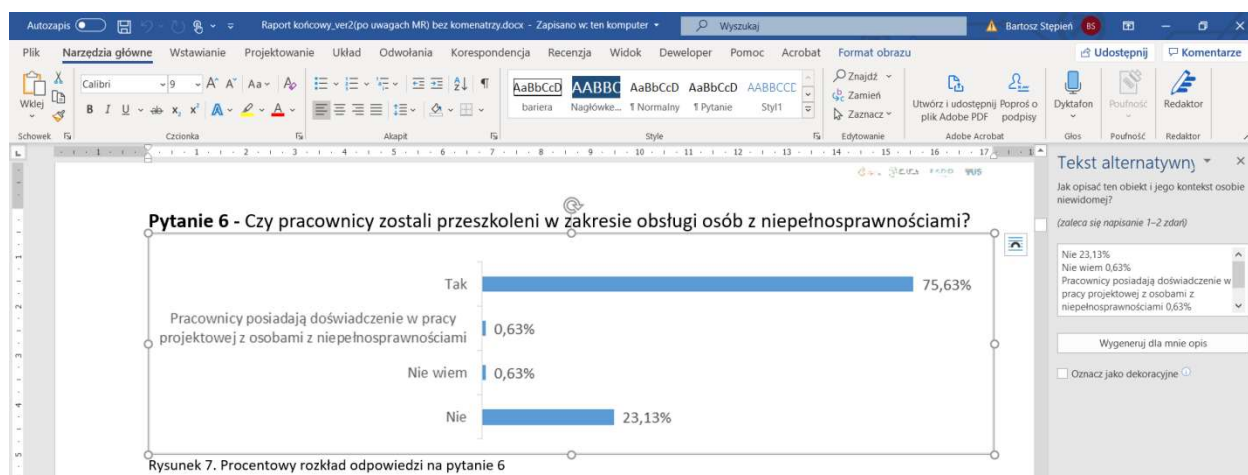 Autozapis Raport końcowy_ver2(po uwagach MR) bez komenatrzy.docx - Zapisano w: ten komputer Wyszukaj Bartosz Stępień BS
Plik Narzędzia główne Wstawianie Projektowanie Układ Odwołania Korespondencja Recenzja Widok Deweloper Pomoc Acrobat Format obrazu Udostępnij Komentarze
Wklej
Calibri 9
AaBbCcD AABBC AaBbCcD AaBbCcD AABBCCC
bariera Nagłówke... 1 Normalny 1 Pytanie Styl1
Znajdź
Zamień
Zaznacz
Utwórz i udostępnij plik Adobe PDF
Poproś o podpisy
Dyktafon
Poufność
Redaktor
Schowek Czcionka Akapit Style Edytowanie Adobe Acrobat Głos Poufność Redaktor
Pytanie 6 - Czy pracownicy zostali przeszkoleni w zakresie obsługi osób z niepełnosprawnościami?
Tak 75,63%
Pracownicy posiadają doświadczenie w pracy
projektowej z osobami z niepełnosprawnościami 0,63%
Nie wiem 0,63%
Nie 23,13%
Rysunek 7. Procentowy rozkład odpowiedzi na pytanie 6
Tekst alternatywny
Jak opisać ten obiekt i jego kontekst osobie
niewidomej?
(zaleca się napisanie 1–2 zdań)
Nie 23,13%
Nie wiem 0,63%
Pracownicy posiadają doświadczenie w
pracy projektowej z osobami z
niepełnosprawnościami 0,63%
Wygeneruj dla mnie opis
Oznacz jako dekoracyjne